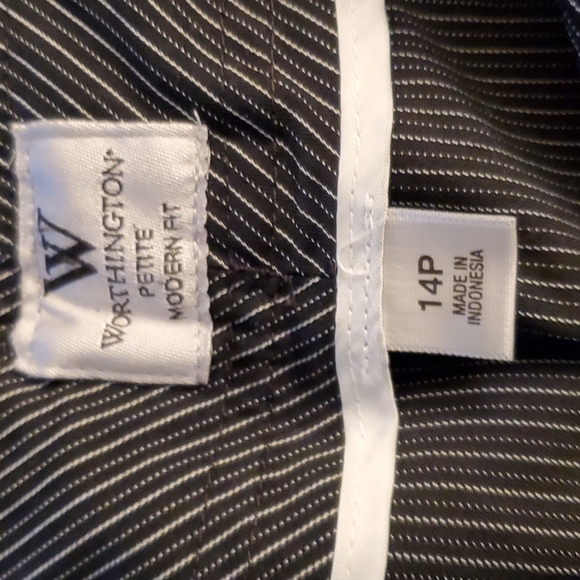 W
WORTHINGTON®
PETITE
MODERN FIT
14P
MADE IN
INDONESIA